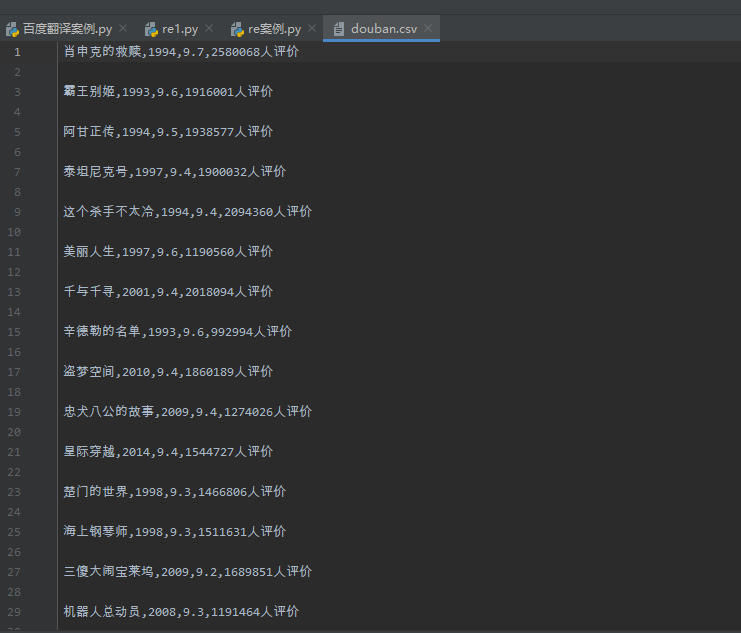 百度翻译案例.py re1.py re案例.py douban.csv
1 肖申克的救赎,1994,9.7,2580068人评价
2
3 霸王别姬,1993,9.6,1916001人评价
4
5 阿甘正传,1994,9.5,1938577人评价
6
7 泰坦尼克号,1997,9.4,1900032人评价
8
9 这个杀手不太冷,1994,9.4,2094360人评价
10
11 美丽人生,1997,9.6,1190560人评价
12
13 千与千寻,2001,9.4,2018094人评价
14
15 辛德勒的名单,1993,9.6,992994人评价
16
17 盗梦空间,2010,9.4,1860189人评价
18
19 忠犬八公的故事,2009,9.4,1274026人评价
20
21 星际穿越,2014,9.4,1544727人评价
22
23 楚门的世界,1998,9.3,1466806人评价
24
25 海上钢琴师,1998,9.3,1511631人评价
26
27 三傻大闹宝莱坞,2009,9.2,1689851人评价
28
29 机器人总动员,2008,9.3,1191464人评价